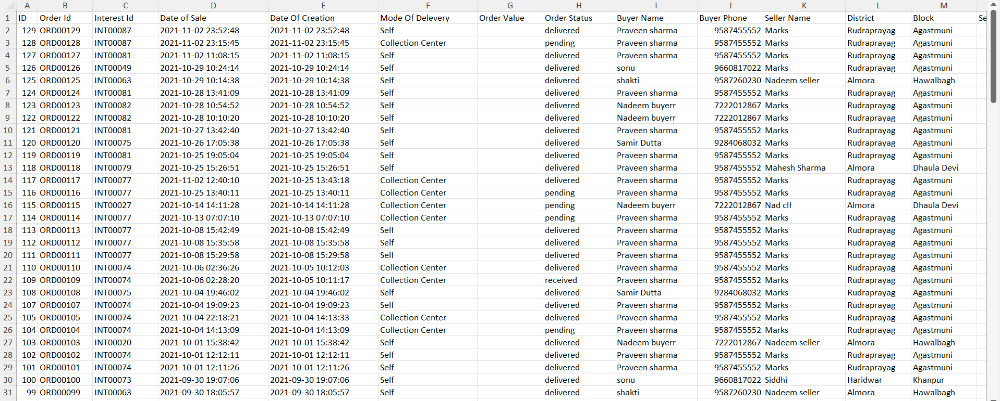 A B C D E F G H I J K L M
1 ID Order Id Interest Id Date of Sale Date Of Creation Mode Of Delevery Order Value Order Status Buyer Name Buyer Phone Seller Name District Block Se
2 129 ORD00129 INT00087 2021-11-02 23:52:48 2021-11-02 23:52:48 Self delivered Praveen sharma 9587455552 Marks Rudraprayag Agastmuni
3 128 ORD00128 INT00087 2021-11-02 23:15:45 2021-11-02 23:15:45 Collection Center pending Praveen sharma 9587455552 Marks Rudraprayag Agastmuni
4 127 ORD00127 INT00081 2021-11-02 11:08:15 2021-11-02 11:08:15 Self delivered Praveen sharma 9587455552 Marks Rudraprayag Agastmuni
5 126 ORD00126 INT00049 2021-10-29 10:24:14 2021-10-29 10:24:14 Self delivered sonu 9660817022 Marks Rudraprayag Agastmuni
6 125 ORD00125 INT00063 2021-10-29 10:14:38 2021-10-29 10:14:38 Self delivered shakti 9587260230 Nadeem seller Almora Hawalbagh
7 124 ORD00124 INT00081 2021-10-28 13:41:09 2021-10-28 13:41:09 Self delivered Praveen sharma 9587455552 Marks Rudraprayag Agastmuni
8 123 ORD00123 INT00082 2021-10-28 10:54:52 2021-10-28 10:54:52 Self delivered Nadeem buyerr 7222012867 Marks Rudraprayag Agastmuni
9 122 ORD00122 INT00082 2021-10-28 10:10:20 2021-10-28 10:10:20 Self delivered Nadeem buyerr 7222012867 Marks Rudraprayag Agastmuni
10 121 ORD00121 INT00081 2021-10-27 13:42:40 2021-10-27 13:42:40 Self delivered Praveen sharma 9587455552 Marks Rudraprayag Agastmuni
11 120 ORD00120 INT00075 2021-10-26 17:05:38 2021-10-26 17:05:38 Self delivered Samir Dutta 9284068032 Marks Rudraprayag Agastmuni
12 119 ORD00119 INT00081 2021-10-25 19:05:04 2021-10-25 19:05:04 Self delivered Praveen sharma 9587455552 Marks Rudraprayag Agastmuni
13 118 ORD00118 INT00079 2021-10-25 15:26:51 2021-10-25 15:26:51 Self delivered Praveen sharma 9587455552 Mahesh Sharma Almora Dhaula Devi
14 117 ORD00117 INT00077 2021-11-02 12:40:10 2021-10-25 13:43:18 Collection Center delivered Praveen sharma 9587455552 Marks Rudraprayag Agastmuni
15 116 ORD00116 INT00077 2021-10-25 13:40:11 2021-10-25 13:40:11 Collection Center pending Praveen sharma 9587455552 Marks Rudraprayag Agastmuni
16 115 ORD00115 INT00027 2021-10-14 14:11:28 2021-10-14 14:11:28 Collection Center pending Nadeem buyerr 7222012867 Nad clf Almora Dhaula Devi
17 114 ORD00114 INT00077 2021-10-13 07:07:10 2021-10-13 07:07:10 Collection Center pending Praveen sharma 9587455552 Marks Rudraprayag Agastmuni
18 113 ORD00113 INT00077 2021-10-08 15:42:49 2021-10-08 15:42:49 Self delivered Praveen sharma 9587455552 Marks Rudraprayag Agastmuni
19 112 ORD00112 INT00077 2021-10-08 15:35:58 2021-10-08 15:35:58 Self delivered Praveen sharma 9587455552 Marks Rudraprayag Agastmuni
20 111 ORD00111 INT00077 2021-10-08 15:29:58 2021-10-08 15:29:58 Self delivered Praveen sharma 9587455552 Marks Rudraprayag Agastmuni
21 110 ORD00110 INT00074 2021-10-06 02:36:26 2021-10-05 10:12:03 Collection Center delivered Praveen sharma 9587455552 Marks Rudraprayag Agastmuni
22 109 ORD00109 INT00074 2021-10-06 02:28:20 2021-10-05 10:11:17 Collection Center received Praveen sharma 9587455552 Marks Rudraprayag Agastmuni
23 108 ORD00108 INT00075 2021-10-04 19:46:02 2021-10-04 19:46:02 Self delivered Samir Dutta 9284068032 Marks Rudraprayag Agastmuni
24 107 ORD00107 INT00074 2021-10-04 19:09:23 2021-10-04 19:09:23 Self delivered Praveen sharma 9587455552 Marks Rudraprayag Agastmuni
25 105 ORD00105 INT00074 2021-10-04 22:18:21 2021-10-04 14:13:33 Collection Center delivered Praveen sharma 9587455552 Marks Rudraprayag Agastmuni
26 104 ORD00104 INT00074 2021-10-04 14:13:09 2021-10-04 14:13:09 Collection Center pending Praveen sharma 9587455552 Marks Rudraprayag Agastmuni
27 103 ORD00103 INT00020 2021-10-01 15:38:42 2021-10-01 15:38:42 Self delivered Nadeem buyerr 7222012867 Nadeem seller Almora Hawalbagh
28 102 ORD00102 INT00074 2021-10-01 12:12:11 2021-10-01 12:12:11 Self delivered Praveen sharma 9587455552 Marks Rudraprayag Agastmuni
29 101 ORD00101 INT00074 2021-10-01 12:11:26 2021-10-01 12:11:26 Self delivered Praveen sharma 9587455552 Marks Rudraprayag Agastmuni
30 100 ORD00100 INT00073 2021-09-30 19:07:06 2021-09-30 19:07:06 Self delivered sonu 9660817022 Siddhi Haridwar Khanpur
31 99 ORD00099 INT00063 2021-09-30 18:05:57 2021-09-30 18:05:57 Self delivered shakti 9587260230 Nadeem seller Almora Hawalbagh